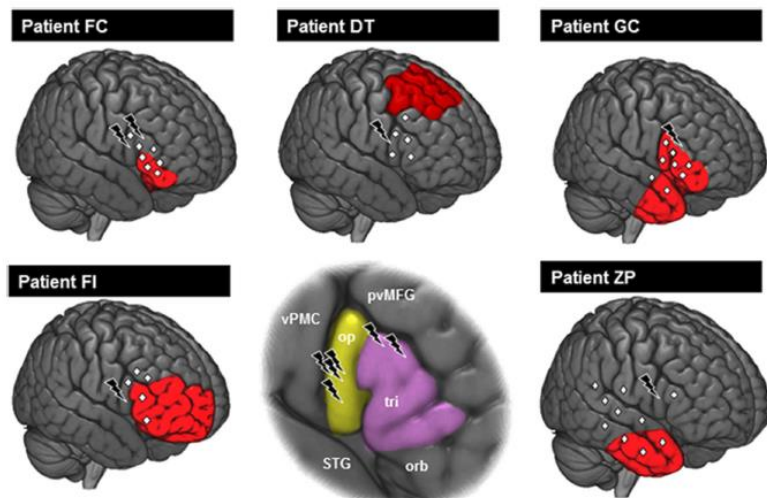 Patient FC
Patient DT
Patient GC
Patient FI
Patient ZP
pvMFG
vPMC
op
tri
STG
orb